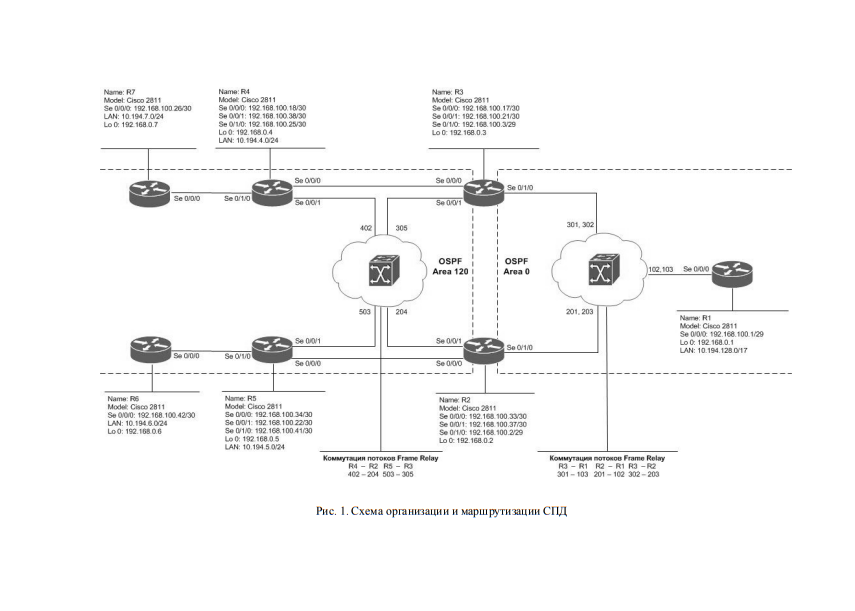 Name: R7
Model: Cisco 2811
Se 0/0/0: 192.168.100.26/30
LAN: 10.194.7.0/24
Lo 0: 192.168.0.7
Name: R4
Model: Cisco 2811
Se 0/0/0: 192.168.100.18/30
Se 0/0/1: 192.168.100.38/30
Se 0/1/0: 192.168.100.25/30
Lo 0: 192.168.0.4
LAN: 10.194.4.0/24
Name: R3
Model: Cisco 2811
Se 0/0/0: 192.168.100.17/30
Se 0/0/1: 192.168.100.21/30
Se 0/1/0: 192.168.100.3/29
Lo 0: 192.168.0.3
Se 0/0/0
Se 0/1/0
Se 0/0/0
Se 0/0/1
Se 0/0/0
Se 0/0/1
Se 0/1/0
402
305
301, 302
OSPF
Area 120
OSPF
Area 0
102,103
Se 0/0/0
503
204
201, 203
Name: R1
Model: Cisco 2811
Se 0/0/0: 192.168.100.1/29
Lo 0: 192.168.0.1
LAN: 10.194.128.0/17
Se 0/0/0
Se 0/1/0
Se 0/0/1
Se 0/0/0
Se 0/0/1
Se 0/0/0
Se 0/1/0
Name: R6
Model: Cisco 2811
Se 0/0/0: 192.168.100.42/30
LAN: 10.194.6.0/24
Lo 0: 192.168.0.6
Name: R5
Model: Cisco 2811
Se 0/0/0: 192.168.100.34/30
Se 0/0/1: 192.168.100.22/30
Se 0/1/0: 192.168.100.41/30
Lo 0: 192.168.0.5
LAN: 10.194.5.0/24
Name: R2
Model: Cisco 2811
Se 0/0/0: 192.168.100.33/30
Se 0/0/1: 192.168.100.37/30
Se 0/1/0: 192.168.100.2/29
Lo 0: 192.168.0.2
Коммутация потоков Frame Relay
R4 – R2 R5 – R3
402 – 204 503 – 305
Коммутация потоков Frame Relay
R3 – R1 R2 – R1 R3 – R2
301 – 103 201 – 102 302 – 203
Рис. 1. Схема организации и маршрутизации СПД